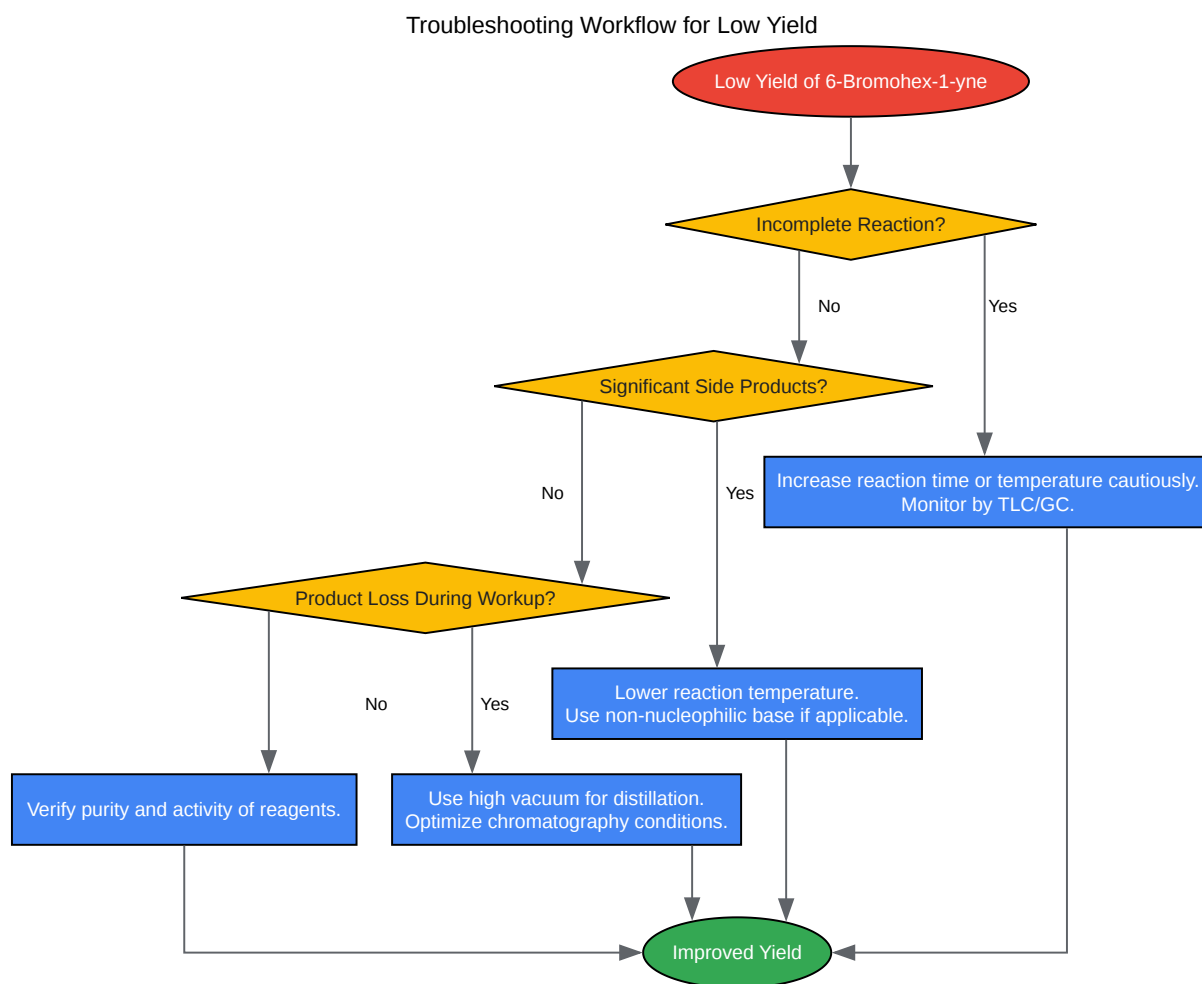 Troubleshooting Workflow for Low Yield
Low Yield of 6-Bromohex-1-yne
Incomplete Reaction?
No
Yes
Significant Side Products?
Increase reaction time or temperature cautiously.
Monitor by TLC/GC.
No
Yes
Product Loss During Workup?
Lower reaction temperature.
Use non-nucleophilic base if applicable.
No
Yes
Verify purity and activity of reagents.
Use high vacuum for distillation.
Optimize chromatography conditions.
Improved Yield